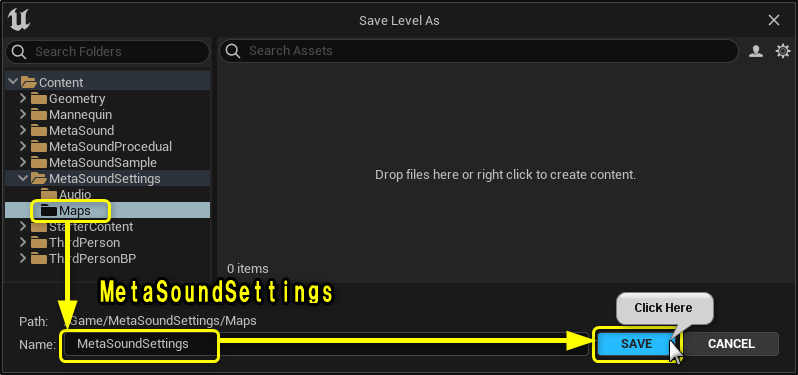 Save Level As
Search Folders
Search Assets
Content
Geometry
Mannequin
MetaSound
MetaSoundProcedual
MetaSoundSample
MetaSoundSettings
Audio
Maps
StarterContent
ThirdPerson
ThirdPersonBP
Drop files here or right click to create content.
0 items
MetaSoundSettings
Click Here
Path: /Game/MetaSoundSettings/Maps
Name: MetaSoundSettings
SAVE
CANCEL